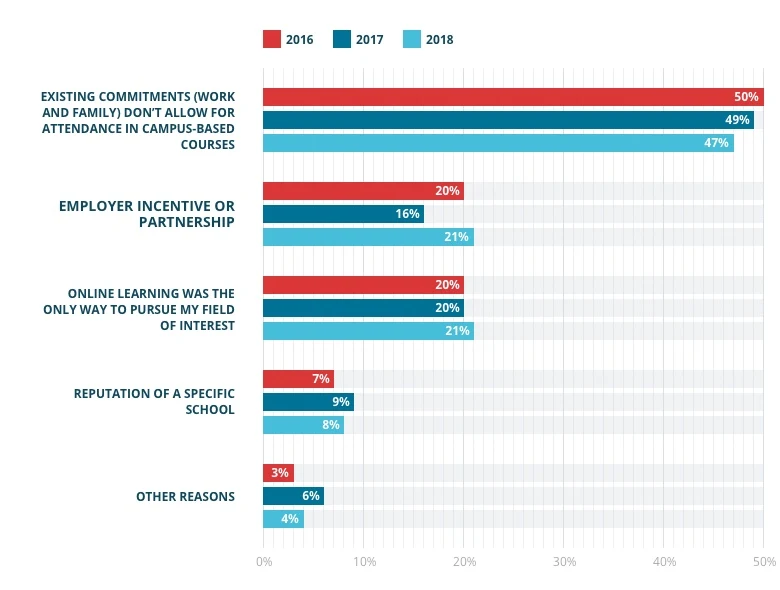 2016 2017 2018
EXISTING COMMITMENTS (WORK
AND FAMILY) DON'T ALLOW FOR
ATTENDANCE IN CAMPUS-BASED
COURSES
50%
49%
47%
EMPLOYER INCENTIVE OR
PARTNERSHIP
20%
16%
21%
ONLINE LEARNING WAS THE
ONLY WAY TO PURSUE MY FIELD
OF INTEREST
20%
20%
21%
REPUTATION OF A SPECIFIC
SCHOOL
7%
9%
8%
OTHER REASONS
3%
6%
4%
0% 10% 20% 30% 40% 50%